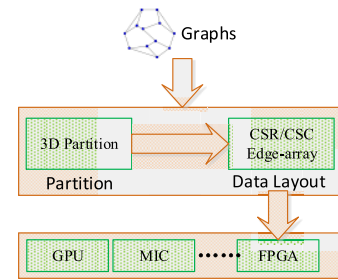 Graphs
3D Partition
CSR/CSC
Edge-array
Partition
Data Layout
GPU
MIC
......
FPGA